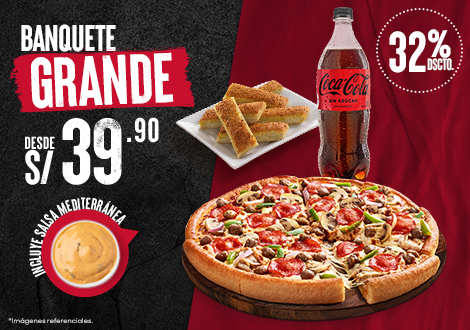 BANQUETE
GRANDE
DESDE
S/ 39.90
INCLUYE SALSA MEDITERRÁNEA
*Imágenes referenciales.
32%
DSCTO.
Coca-Cola
SIN AZÚCAR